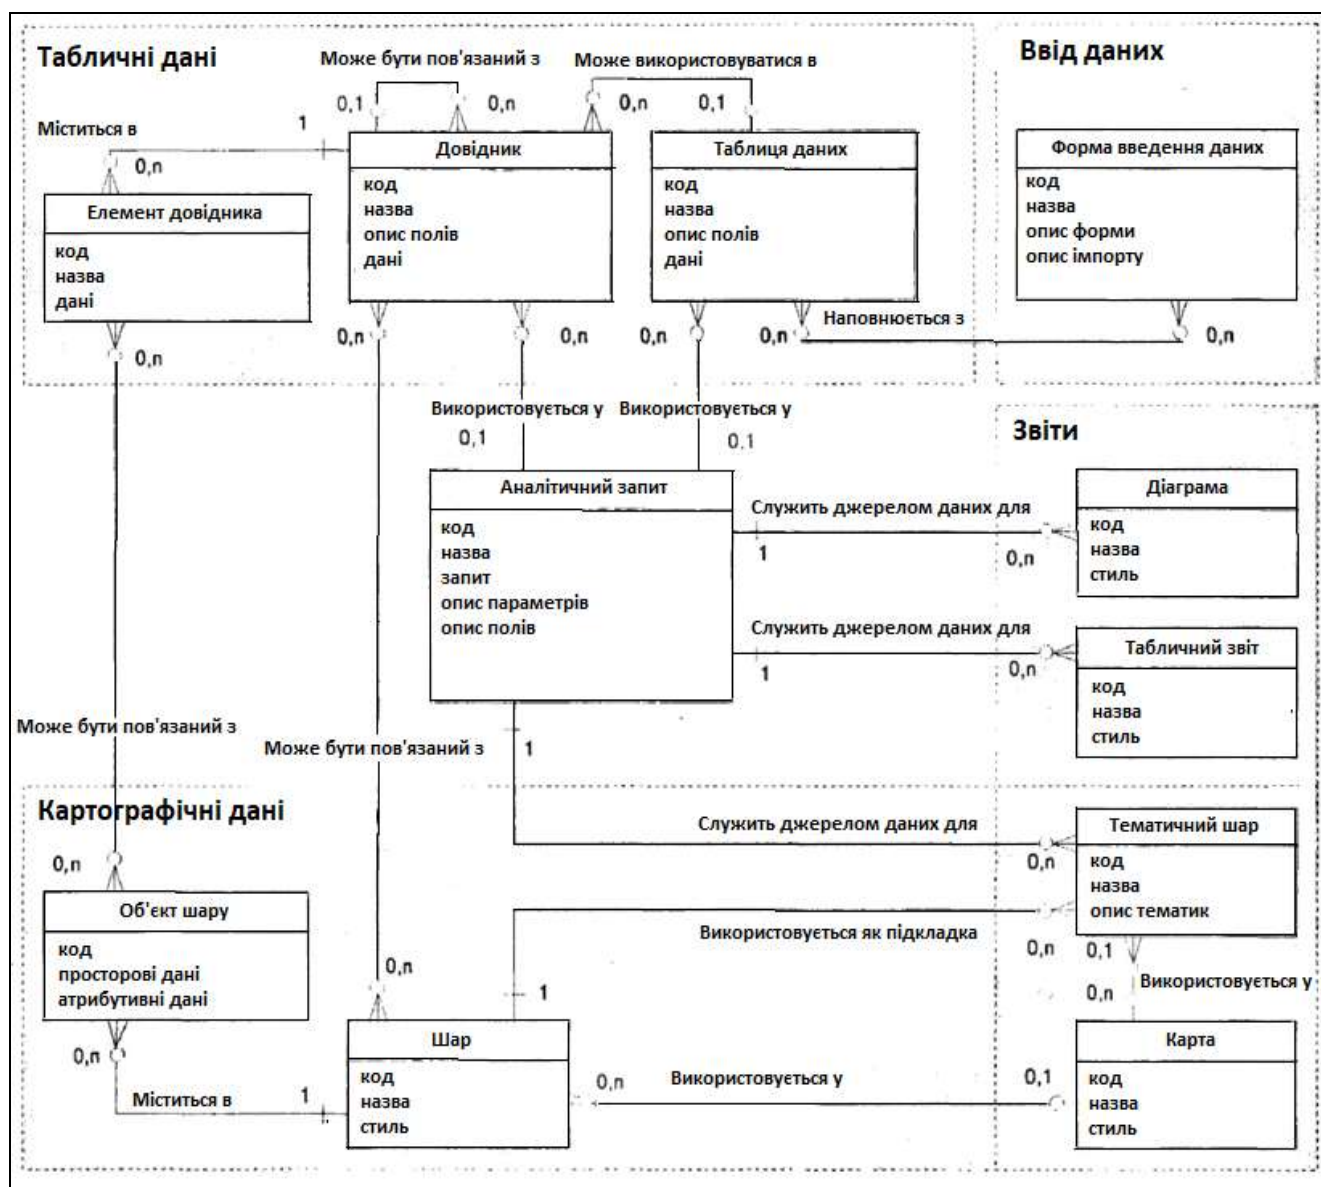 Табличні дані
Може бути пов'язаний з
Може використовуватися в
Ввід даних
0,1
0,n
0,n
0,1
Міститься в
1
0,n
Довідник
код
назва
опис полів
дані
Таблиця даних
код
назва
опис полів
дані
Форма введення даних
код
назва
опис форми
опис імпорту
Елемент довідника
код
назва
дані
Наповнюється з
0,n
0,n
0,n
0,n
0,n
0,n
Використовується у
Використовується у
0,1
0,1
Звіти
Аналітичний запит
код
назва
запит
опис параметрів
опис полів
Служить джерелом даних для
1
0,n
Діаграма
код
назва
стиль
Служить джерелом даних для
1
0,n
Табличний звіт
код
назва
стиль
Може бути пов'язаний з
Може бути пов'язаний з
1
Картографічні дані
Служить джерелом даних для
0,n
Тематичний шар
код
назва
опис тематик
0,n
Об'єкт шару
код
просторові дані
атрибутивні дані
Використовується як підкладка
0,n
0,1
0,n
1
0,n
Використовується у
0,n
Шар
код
назва
стиль
0,n
Використовується у
0,1
Карта
код
назва
стиль
Міститься в
1